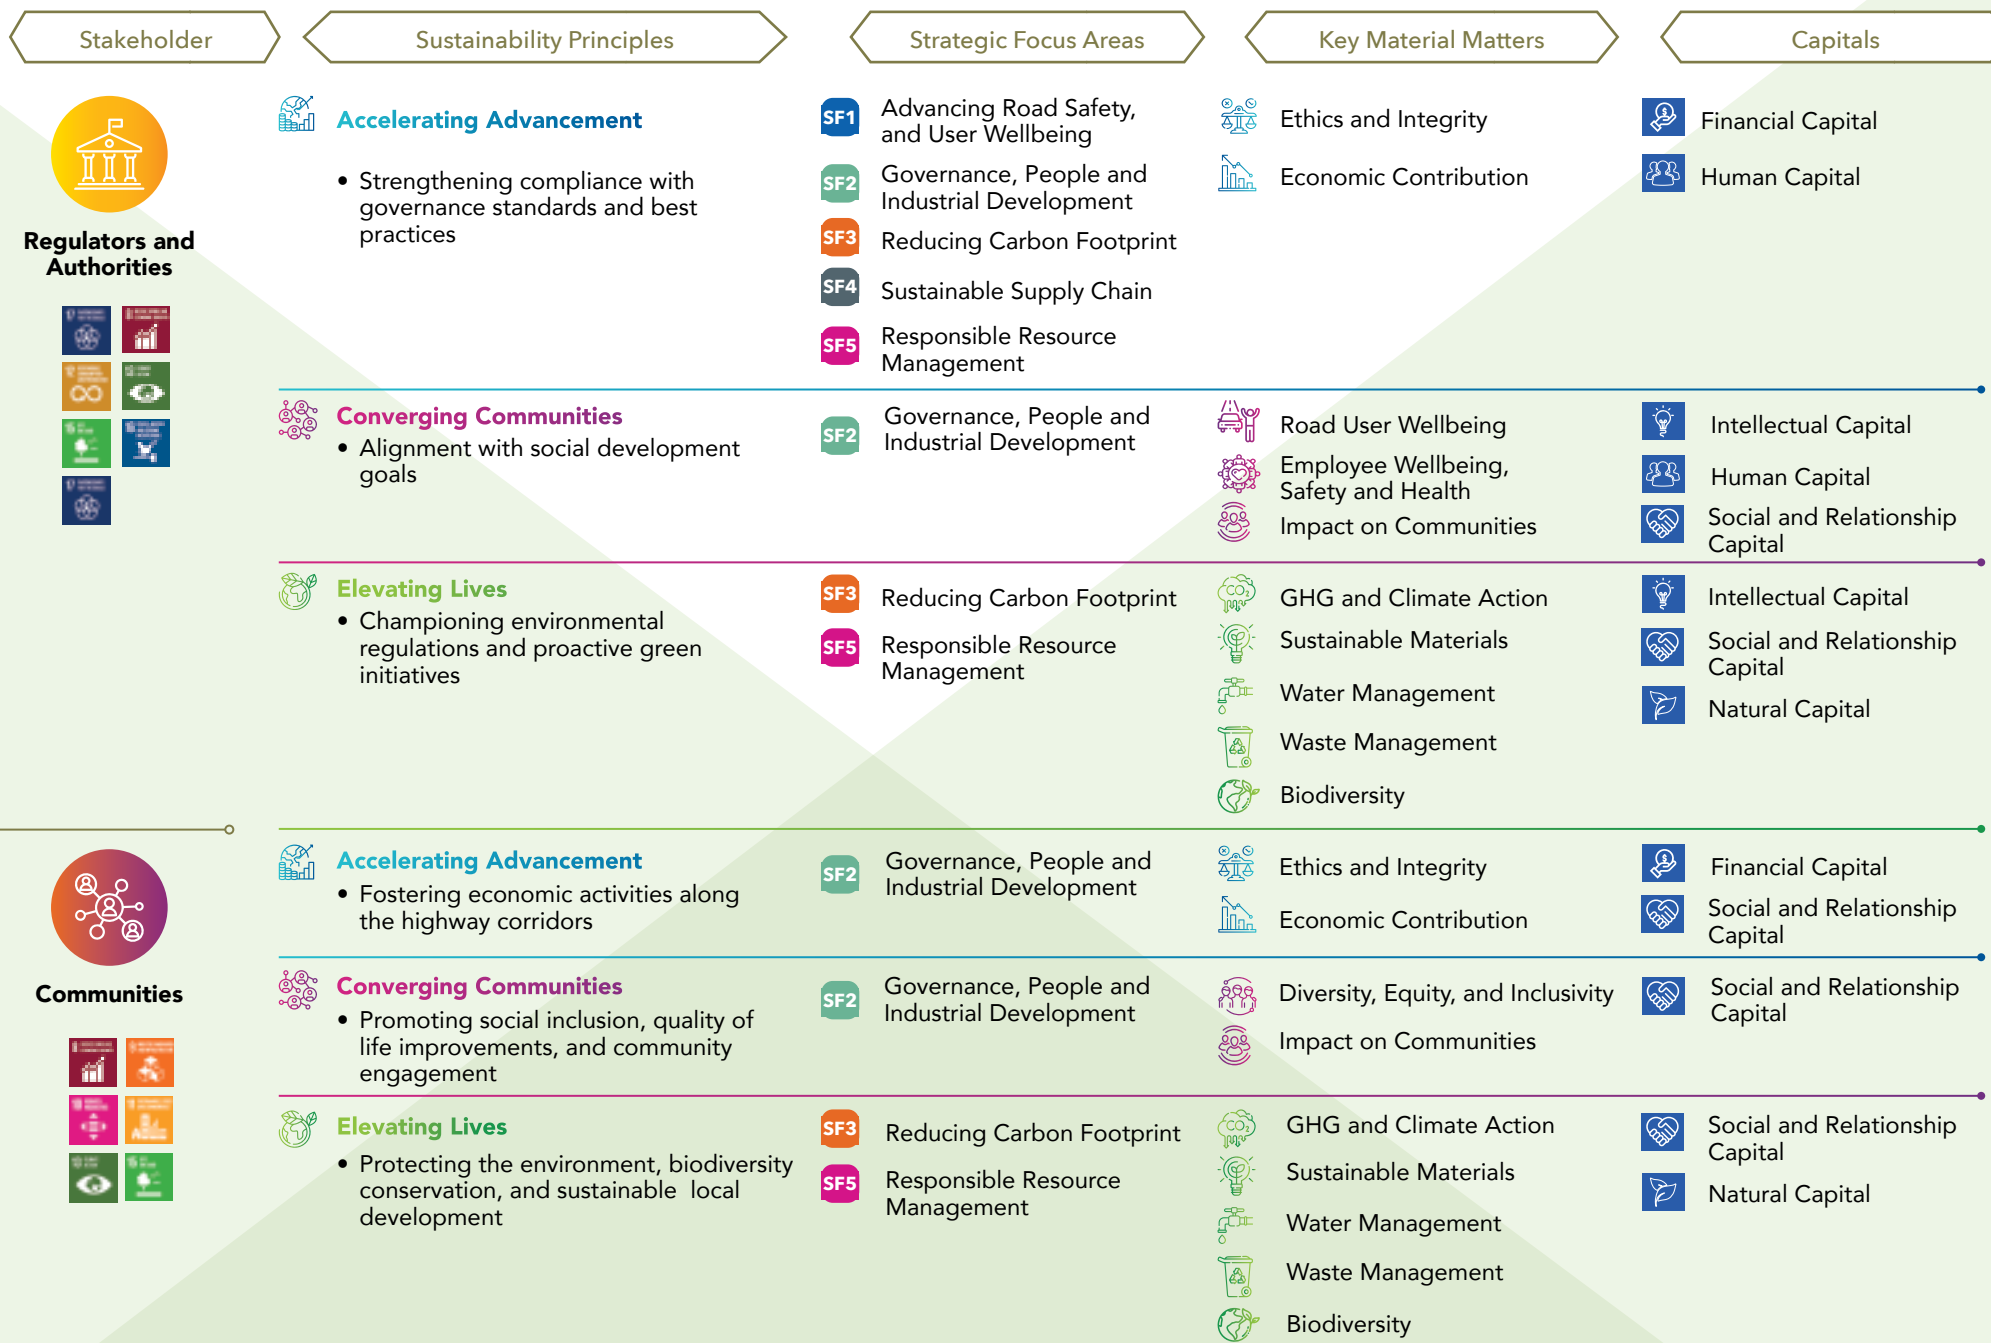 Stakeholder
Sustainability Principles
Strategic Focus Areas
Key Material Matters
Capitals
Regulators and
Authorities
Accelerating Advancement
• Strengthening compliance with
governance standards and best
practices
SF1
Advancing Road Safety,
and User Wellbeing
SF2
Governance, People and
Industrial Development
SF3
Reducing Carbon Footprint
SF4
Sustainable Supply Chain
SF5
Responsible Resource
Management
Ethics and Integrity
Economic Contribution
Financial Capital
Human Capital
Converging Communities
• Alignment with social development
goals
SF2
Governance, People and
Industrial Development
Road User Wellbeing
Employee Wellbeing,
Safety and Health
Impact on Communities
Intellectual Capital
Human Capital
Social and Relationship
Capital
Elevating Lives
• Championing environmental
regulations and proactive green
initiatives
SF3
Reducing Carbon Footprint
SF5
Responsible Resource
Management
CO2
GHG and Climate Action
Sustainable Materials
Water Management
Waste Management
Biodiversity
Intellectual Capital
Social and Relationship
Capital
Natural Capital
Communities
Accelerating Advancement
• Fostering economic activities along
the highway corridors
SF2
Governance, People and
Industrial Development
Ethics and Integrity
Economic Contribution
Financial Capital
Social and Relationship
Capital
Converging Communities
• Promoting social inclusion, quality of
life improvements, and community
engagement
SF2
Governance, People and
Industrial Development
Diversity, Equity, and Inclusivity
Impact on Communities
Social and Relationship
Capital
Elevating Lives
• Protecting the environment, biodiversity
conservation, and sustainable local
development
SF3
Reducing Carbon Footprint
SF5
Responsible Resource
Management
CO2
GHG and Climate Action
Sustainable Materials
Water Management
Waste Management
Biodiversity
Social and Relationship
Capital
Natural Capital